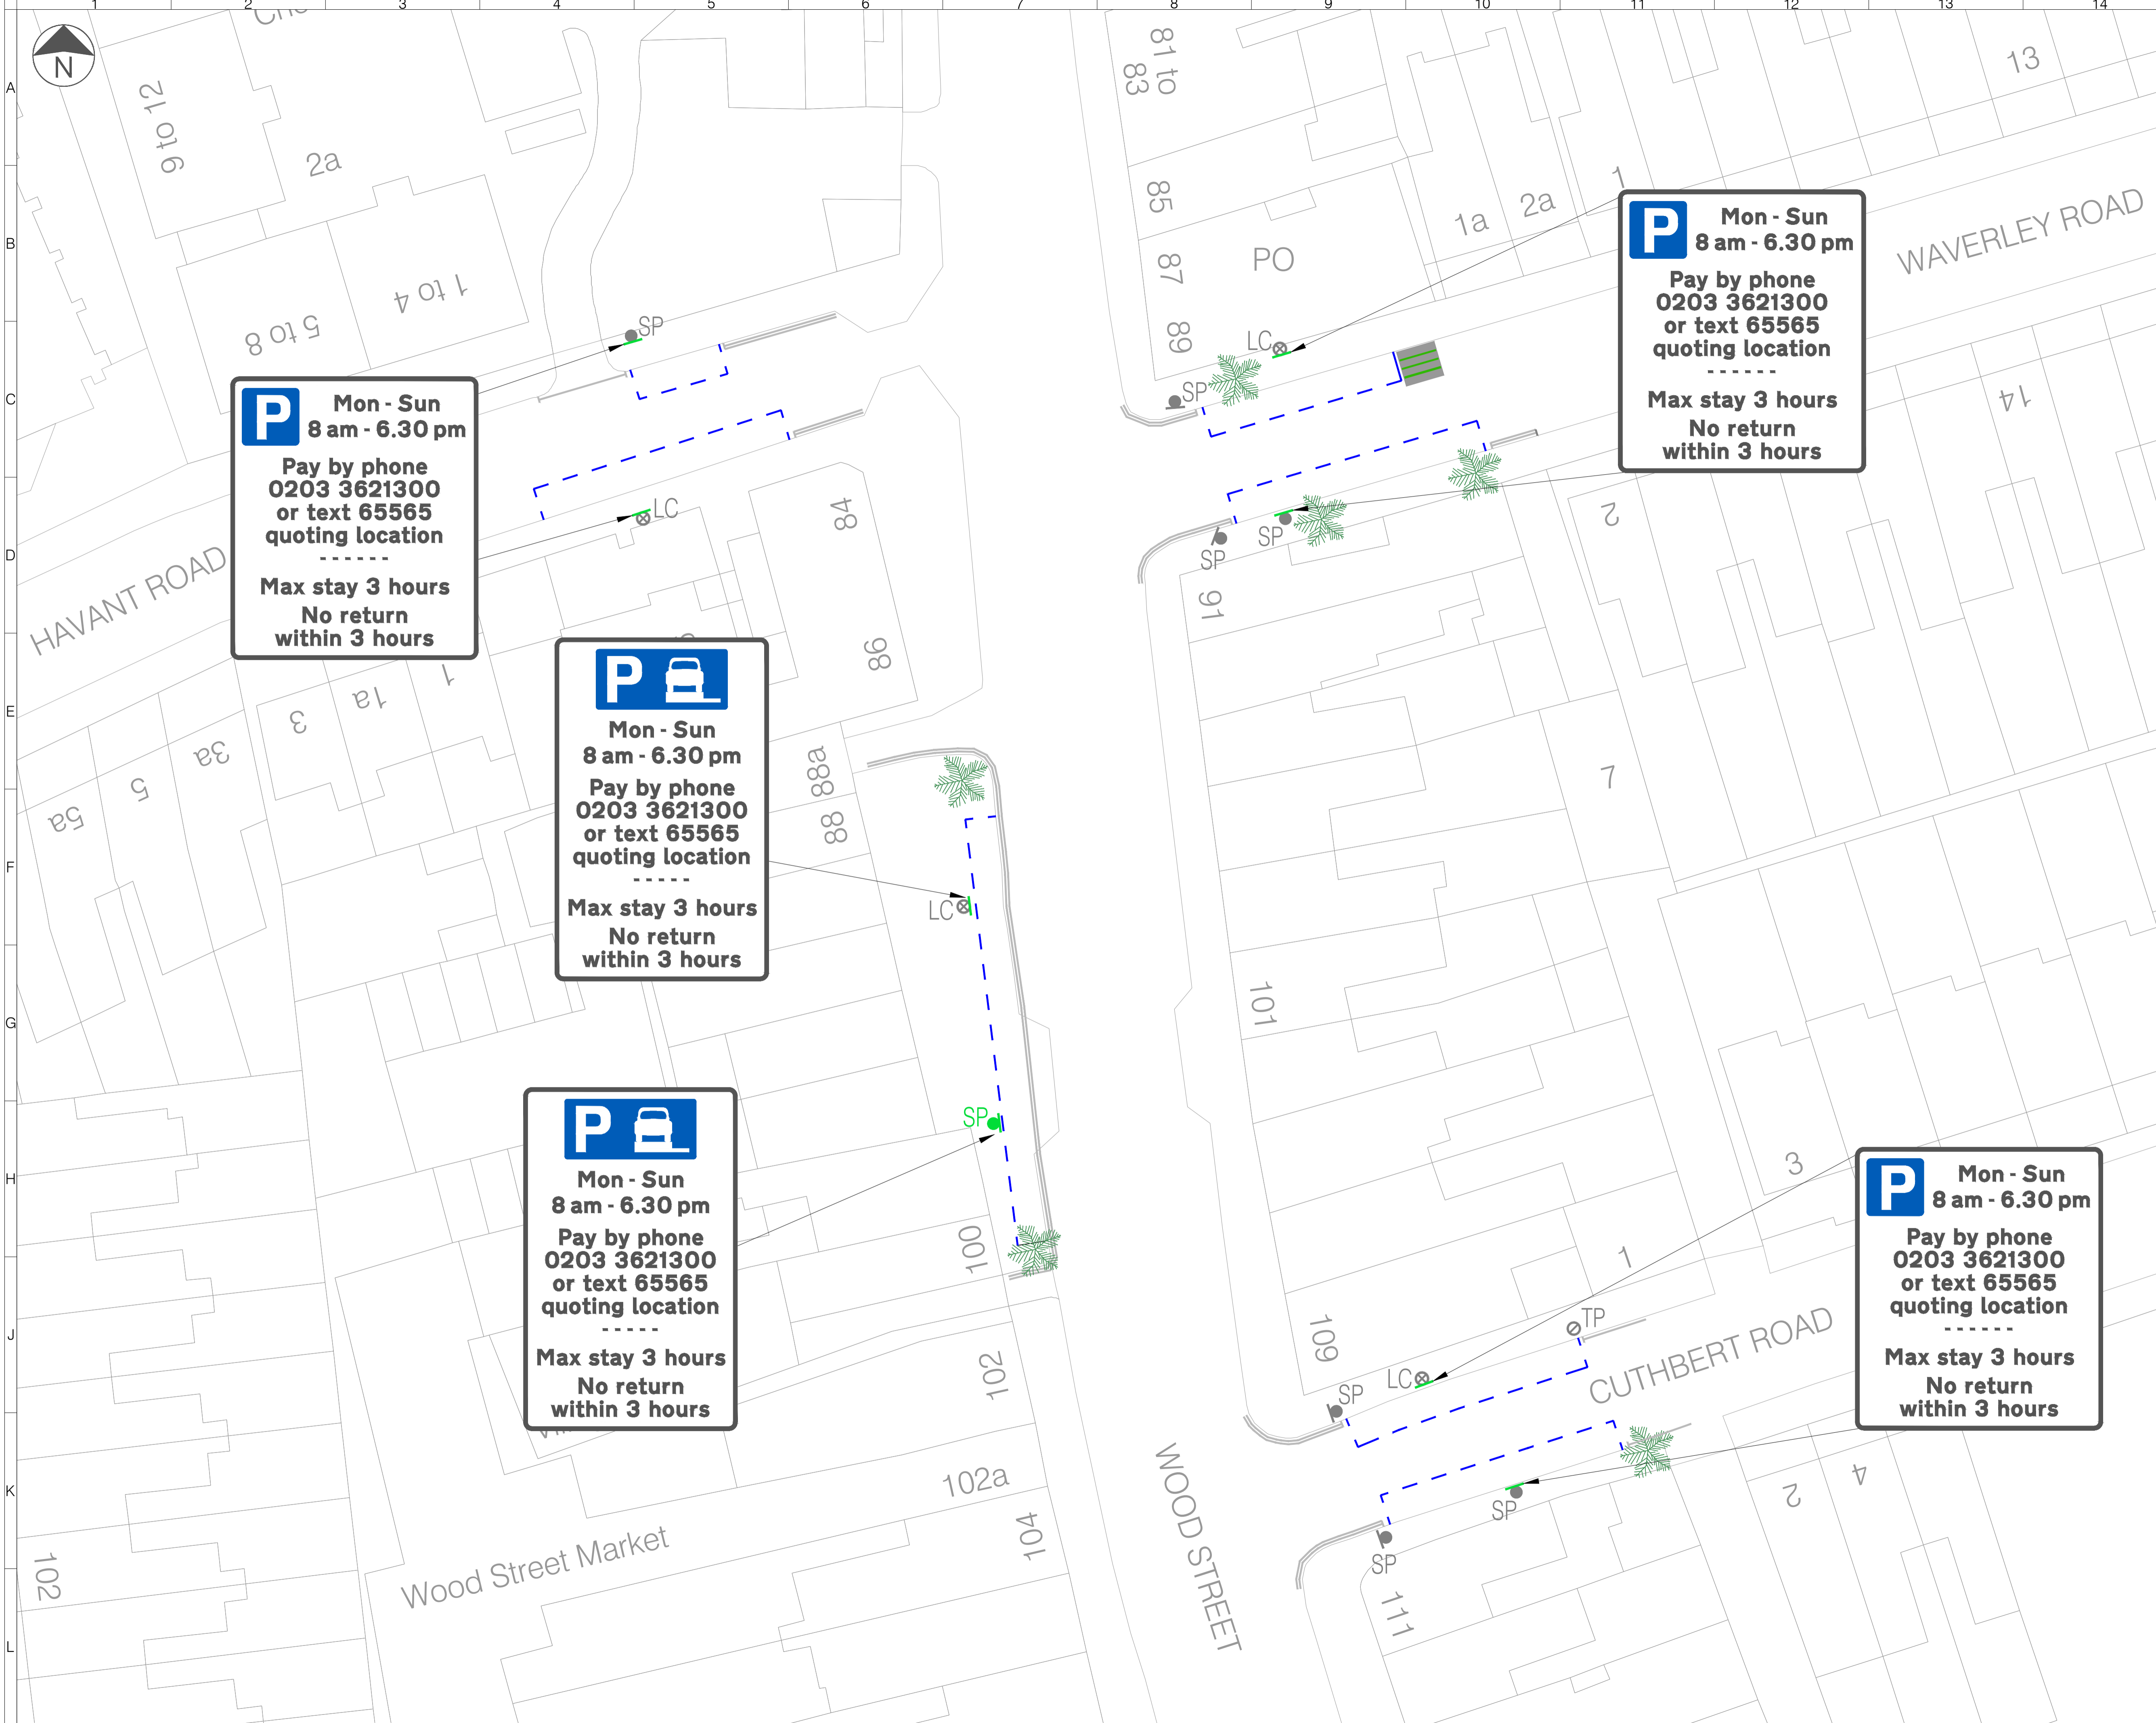 1 2 3 4 5 6 7 8 9 10 11 12 13 14
A
B
C
D
E
F
G
H
J
K
L
N
9 to 12
2a
5 to 8
1 to 4
81 to
83
85
87
89
PO
1a
2a
1
13
WAVERLEY ROAD
14
2
P Mon - Sun
8 am - 6.30 pm
Pay by phone
0203 3621300
or text 65565
quoting location
------
Max stay 3 hours
No return
within 3 hours
SP
LC
SP
LC
SP
SP
P Mon - Sun
8 am - 6.30 pm
Pay by phone
0203 3621300
or text 65565
quoting location
------
Max stay 3 hours
No return
within 3 hours
HAVANT ROAD
84
86
88a
88
91
1
1a
3
3a
5
5a
7
P
Mon - Sun
8 am - 6.30 pm
Pay by phone
0203 3621300
or text 65565
quoting location
-----
Max stay 3 hours
No return
within 3 hours
LC
101
SP
P
Mon - Sun
8 am - 6.30 pm
Pay by phone
0203 3621300
or text 65565
quoting location
-----
Max stay 3 hours
No return
within 3 hours
100
102
102a
104
109
1
3
TP
LC
SP
CUTHBERT ROAD
P Mon - Sun
8 am - 6.30 pm
Pay by phone
0203 3621300
or text 65565
quoting location
------
Max stay 3 hours
No return
within 3 hours
SP
SP
2
4
111
WOOD STREET
Wood Street Market
102